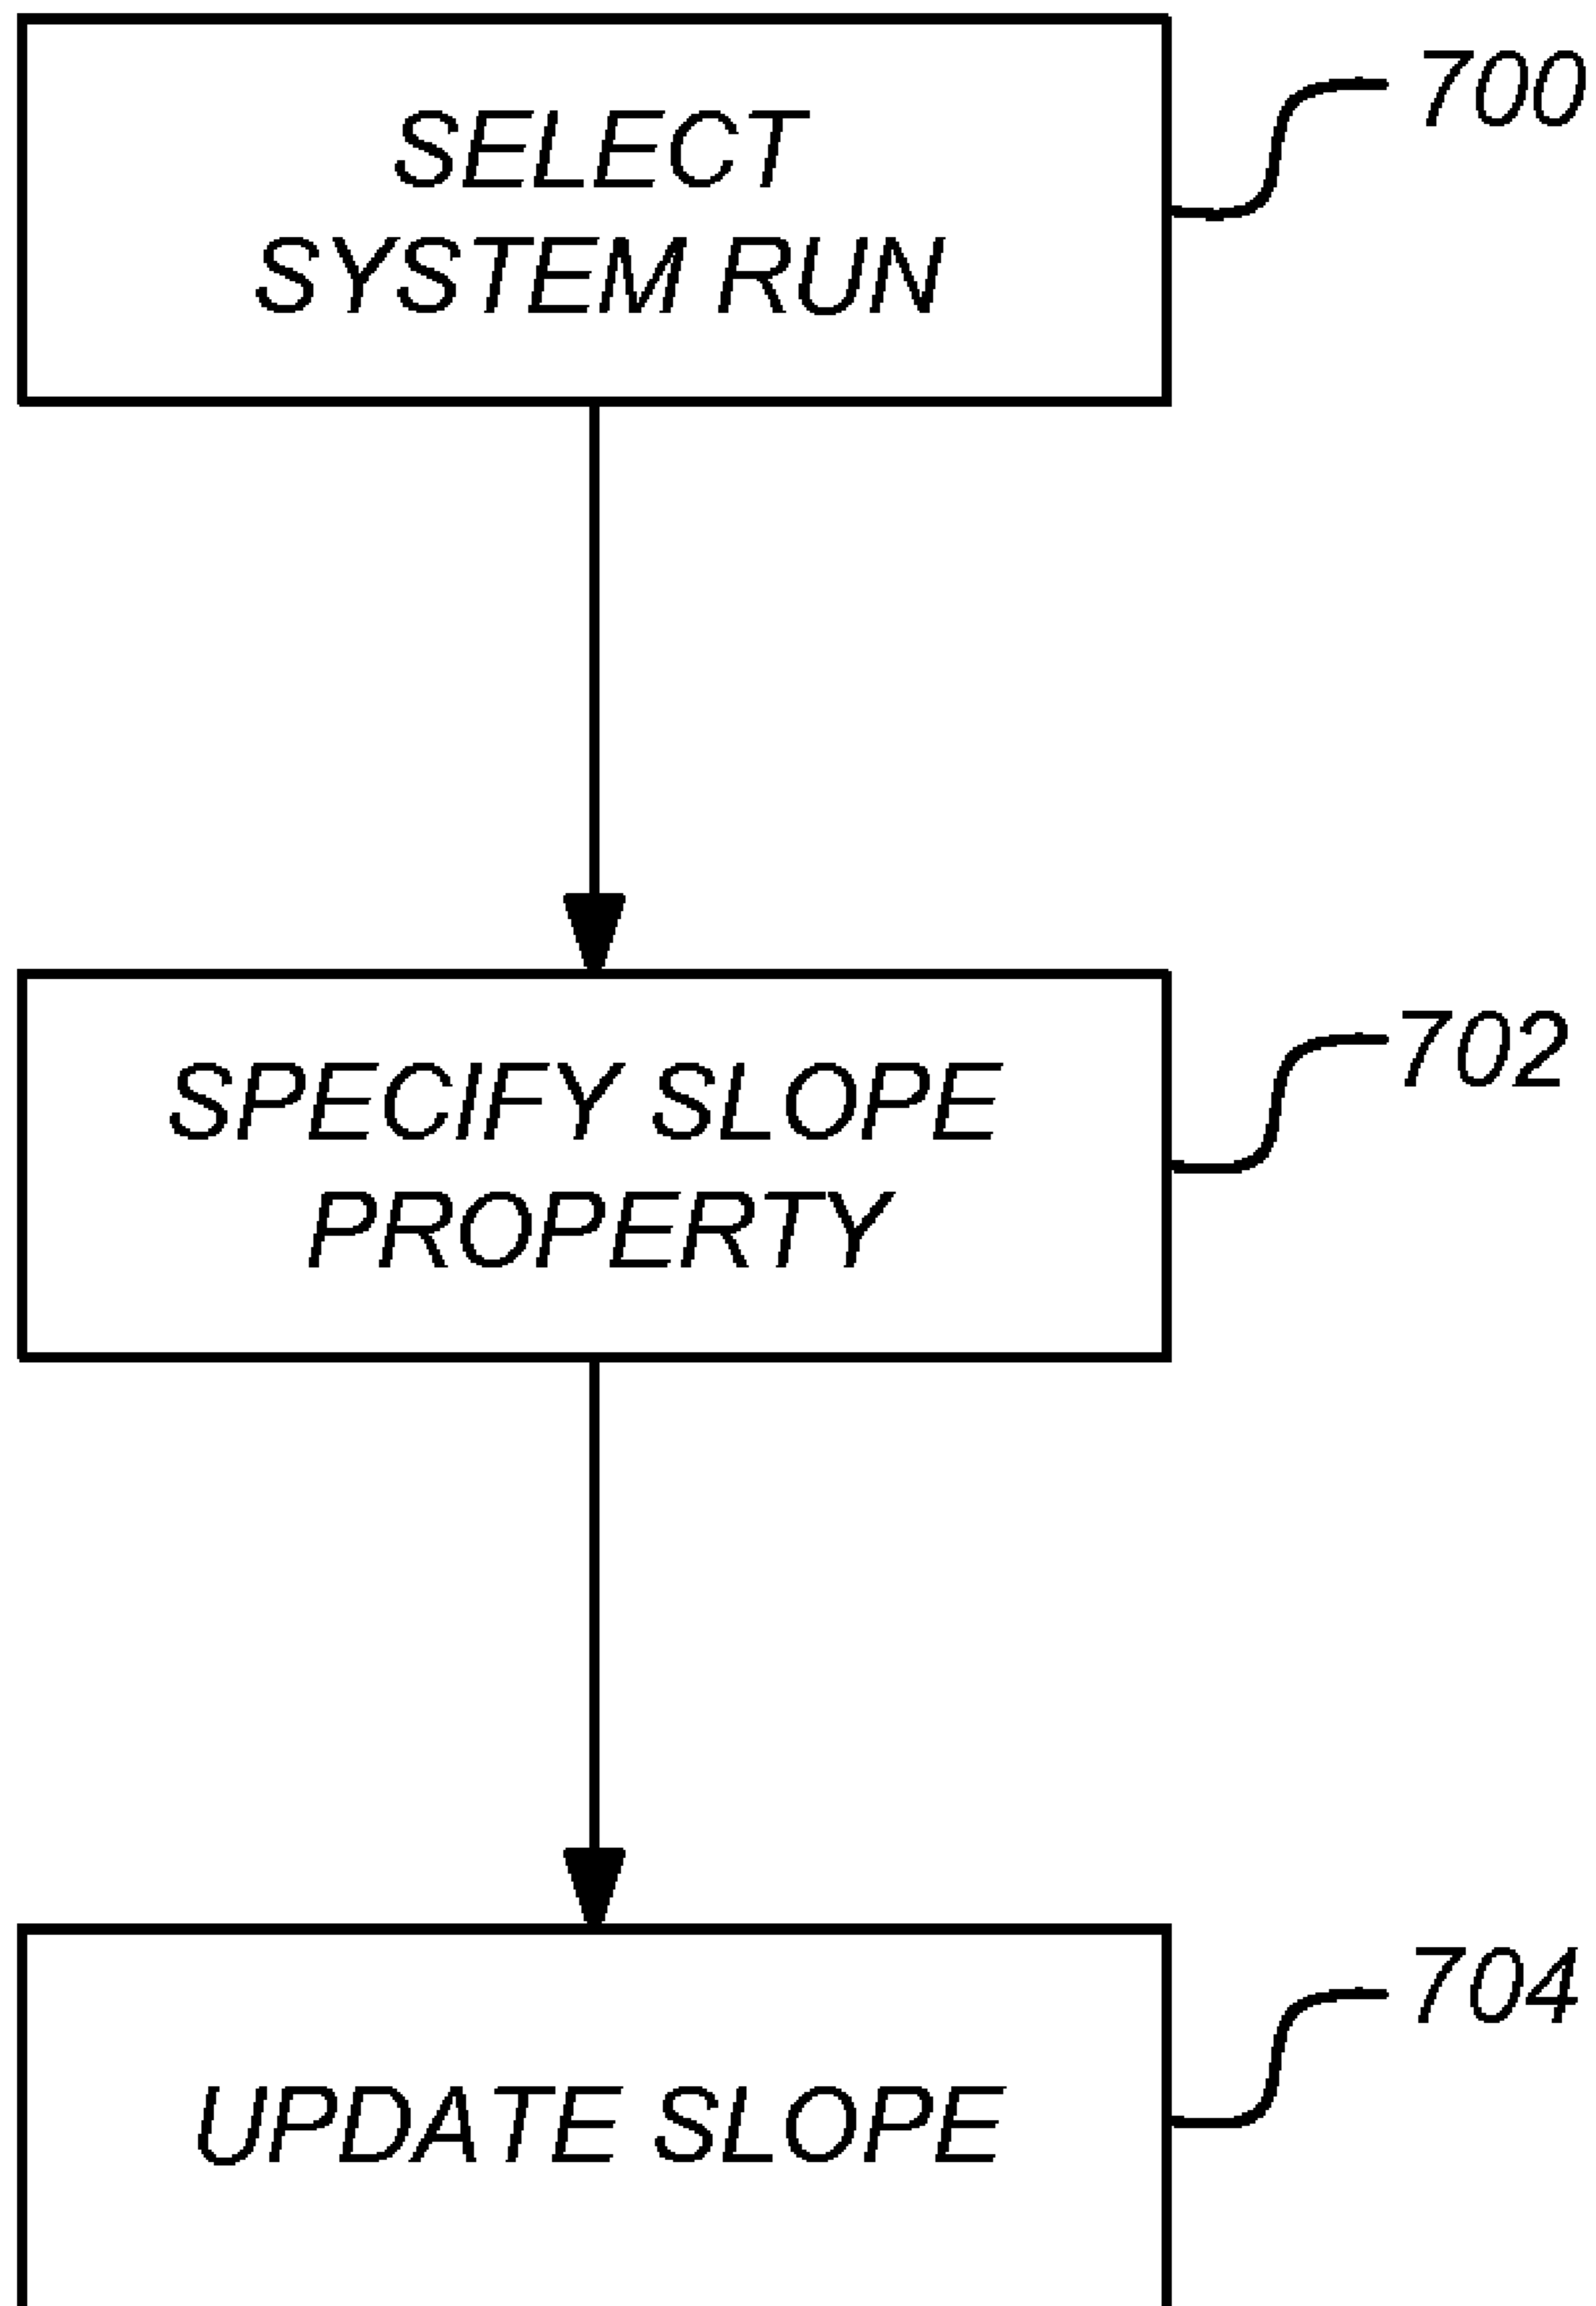 700
SELECT
SYSTEM RUN
702
SPECIFY SLOPE
PROPERTY
704
UPDATE SLOPE